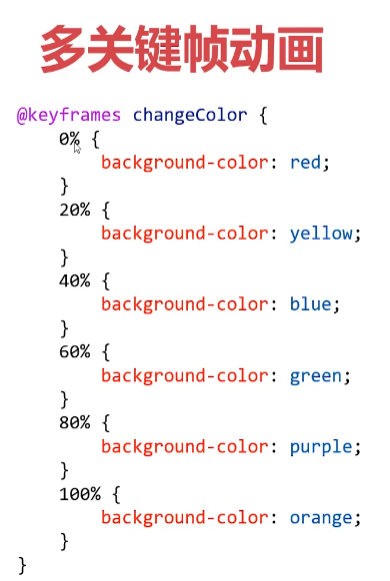 多关键帧动画
@keyframes changeColor {
    0% {
        background-color: red;
    }
    20% {
        background-color: yellow;
    }
    40% {
        background-color: blue;
    }
    60% {
        background-color: green;
    }
    80% {
        background-color: purple;
    }
    100% {
        background-color: orange;
    }
}